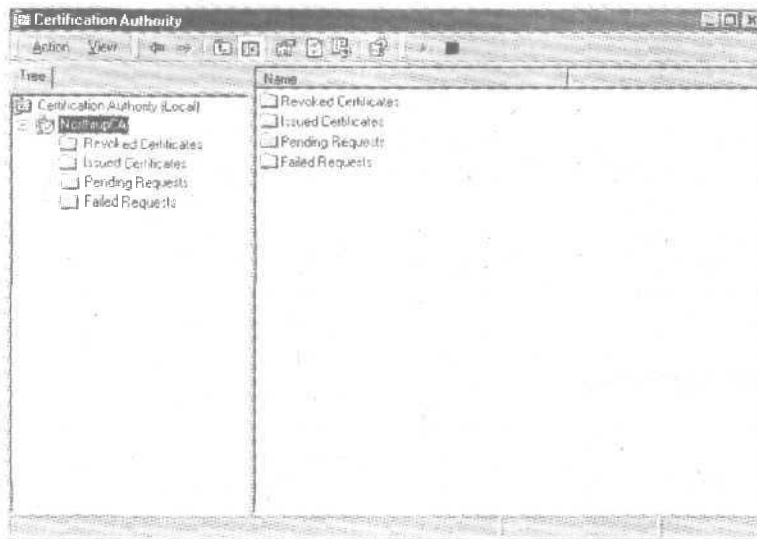 Certification Authority
Action View
Tree
Name
Certification Authority (Local)
NorthrupCA
Revoked Certificates
Issued Certificates
Pending Requests
Failed Requests
Revoked Certificates
Issued Certificates
Pending Requests
Failed Requests